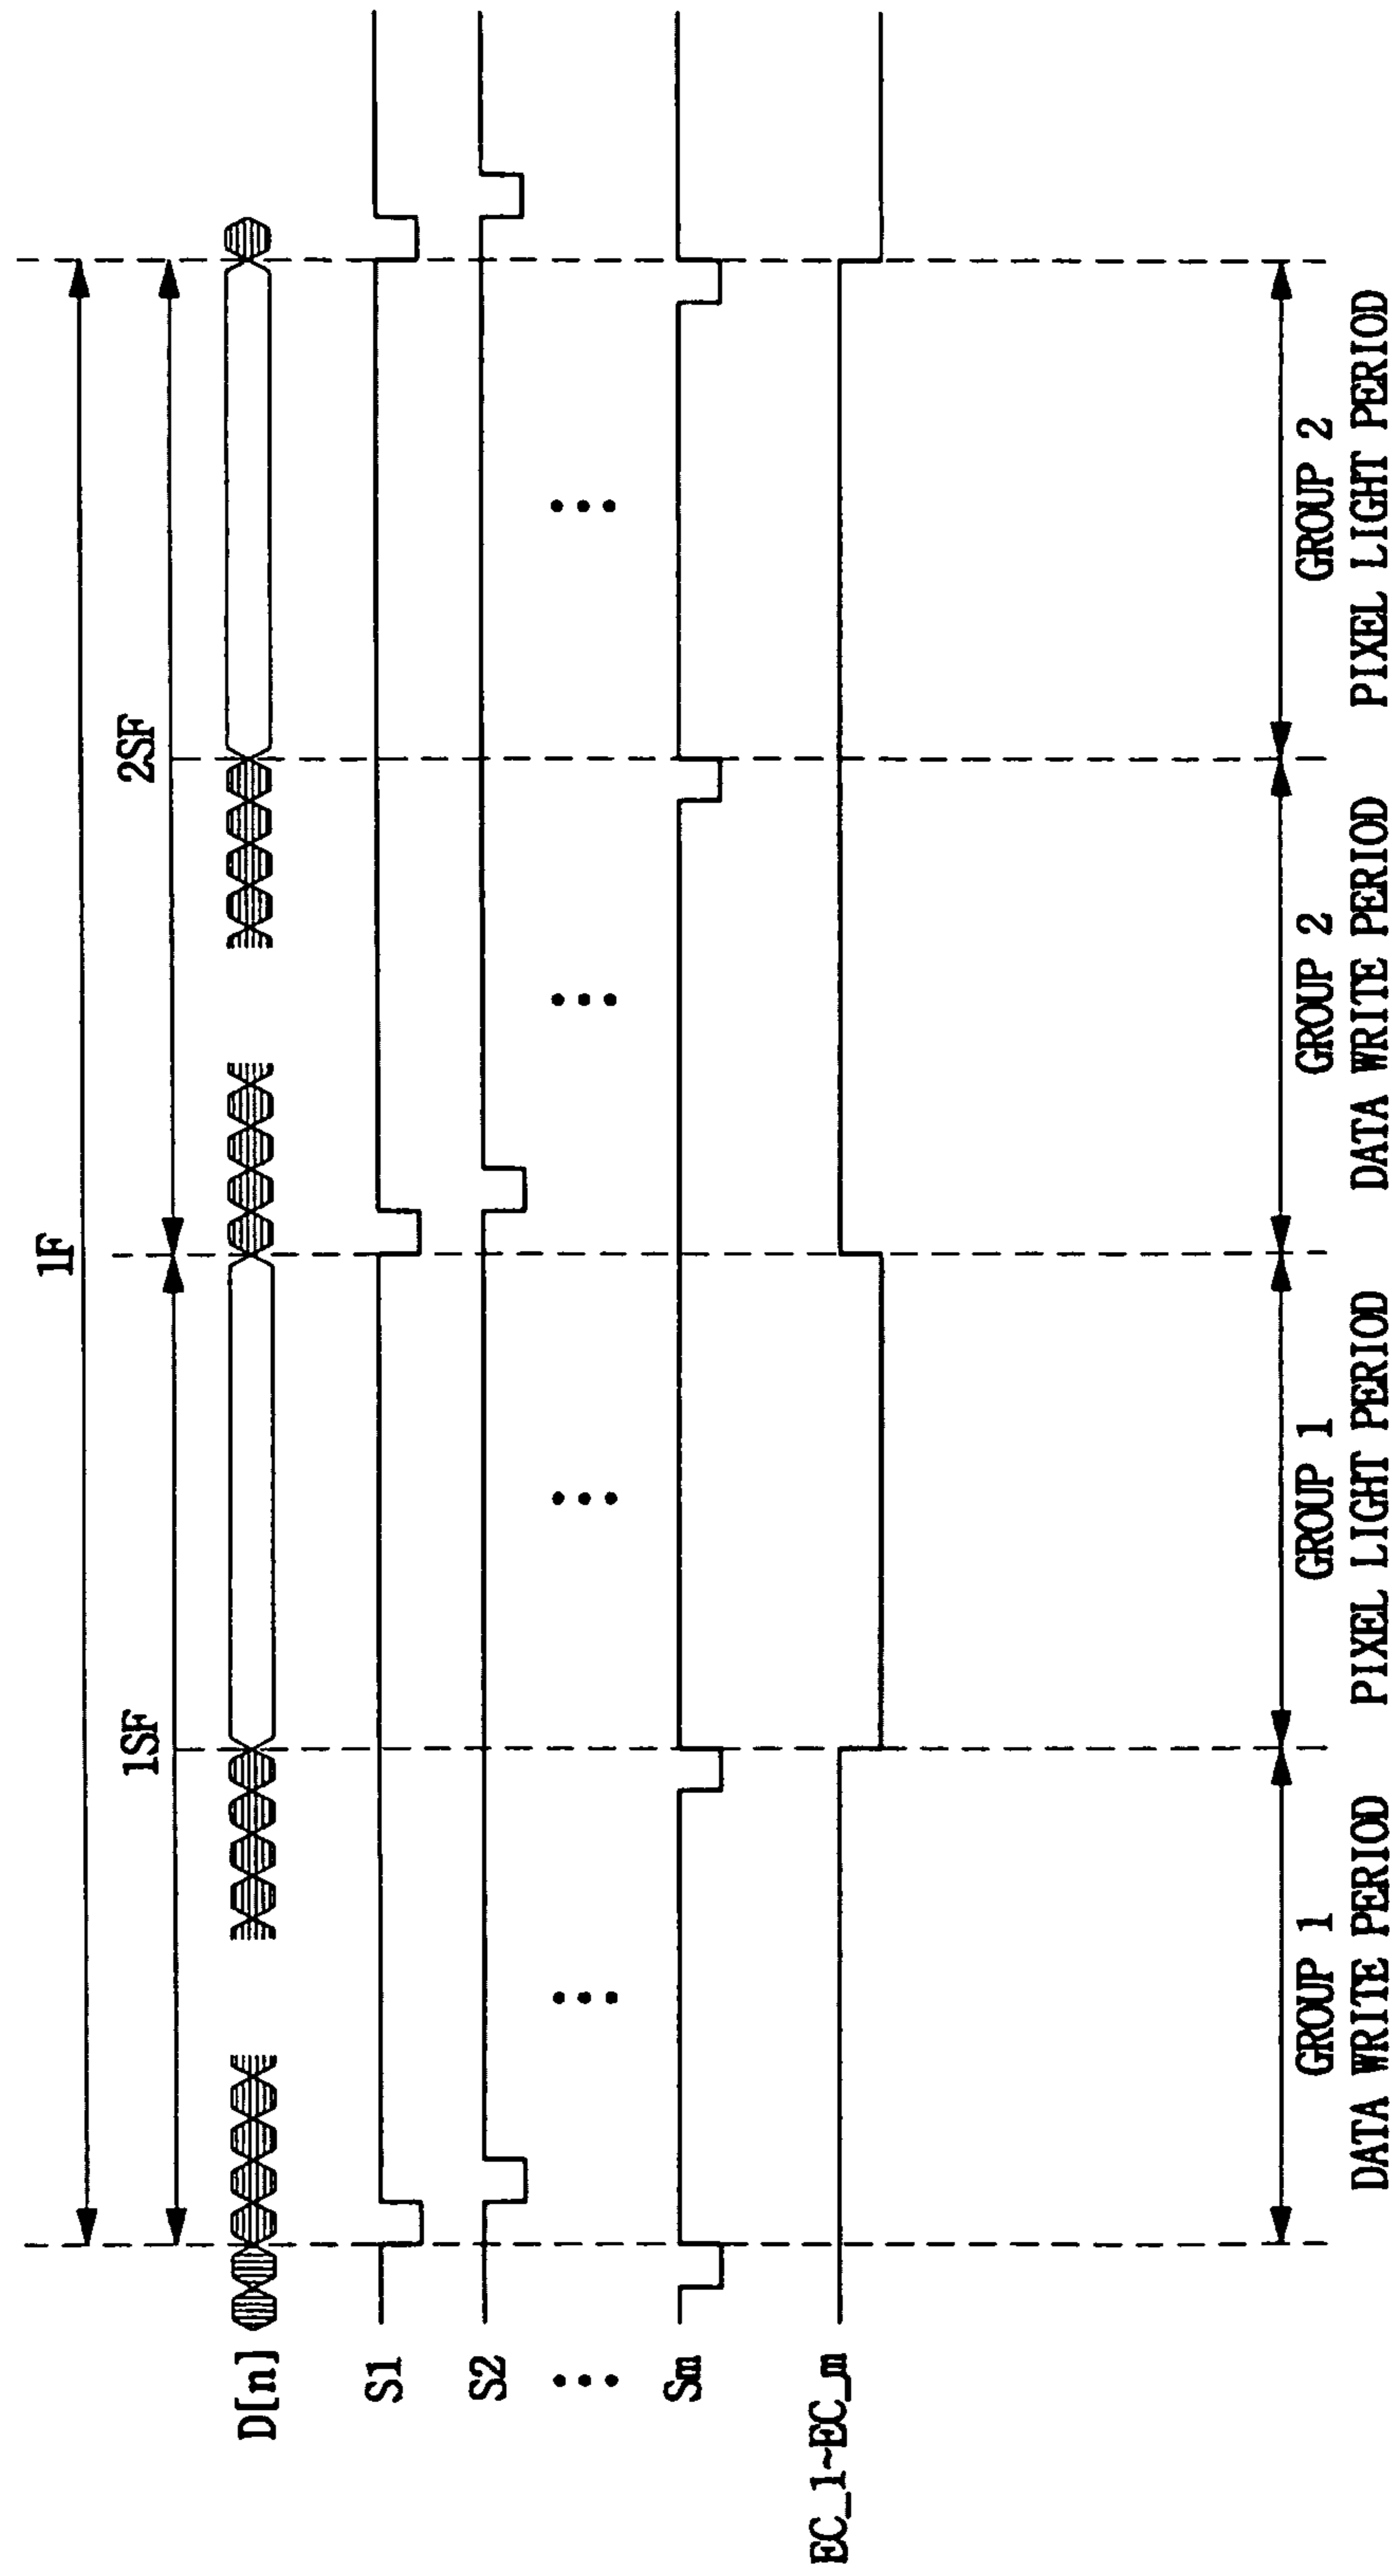 1F
1SF
2SF
D[n]
S1
S2
Sm
EC_1~EC_m
GROUP 1
DATA WRITE PERIOD
GROUP 1
PIXEL LIGHT PERIOD
GROUP 2
DATA WRITE PERIOD
GROUP 2
PIXEL LIGHT PERIOD